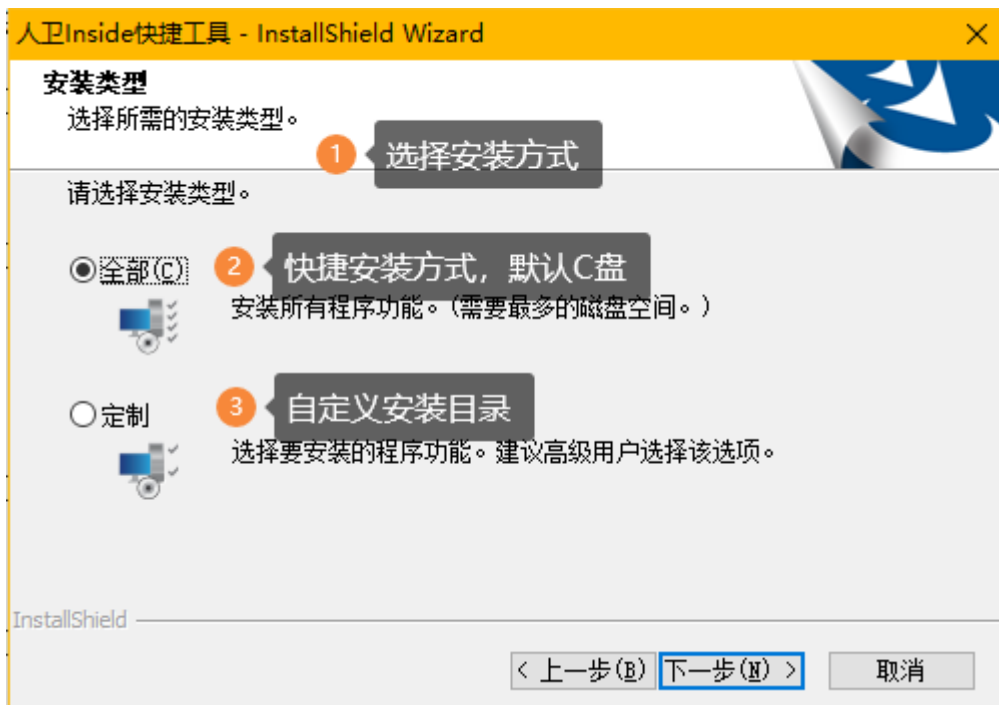 人卫Inside快捷工具 - InstallShield Wizard
安装类型
选择所需的安装类型。
1 选择安装方式
请选择安装类型。
全部(C)
2 快捷安装方式，默认C盘
安装所有程序功能。(需要最多的磁盘空间。)
定制
3 自定义安装目录
选择要安装的程序功能。建议高级用户选择该选项。
InstallShield
< 上一步(B) 下一步(N) > 取消